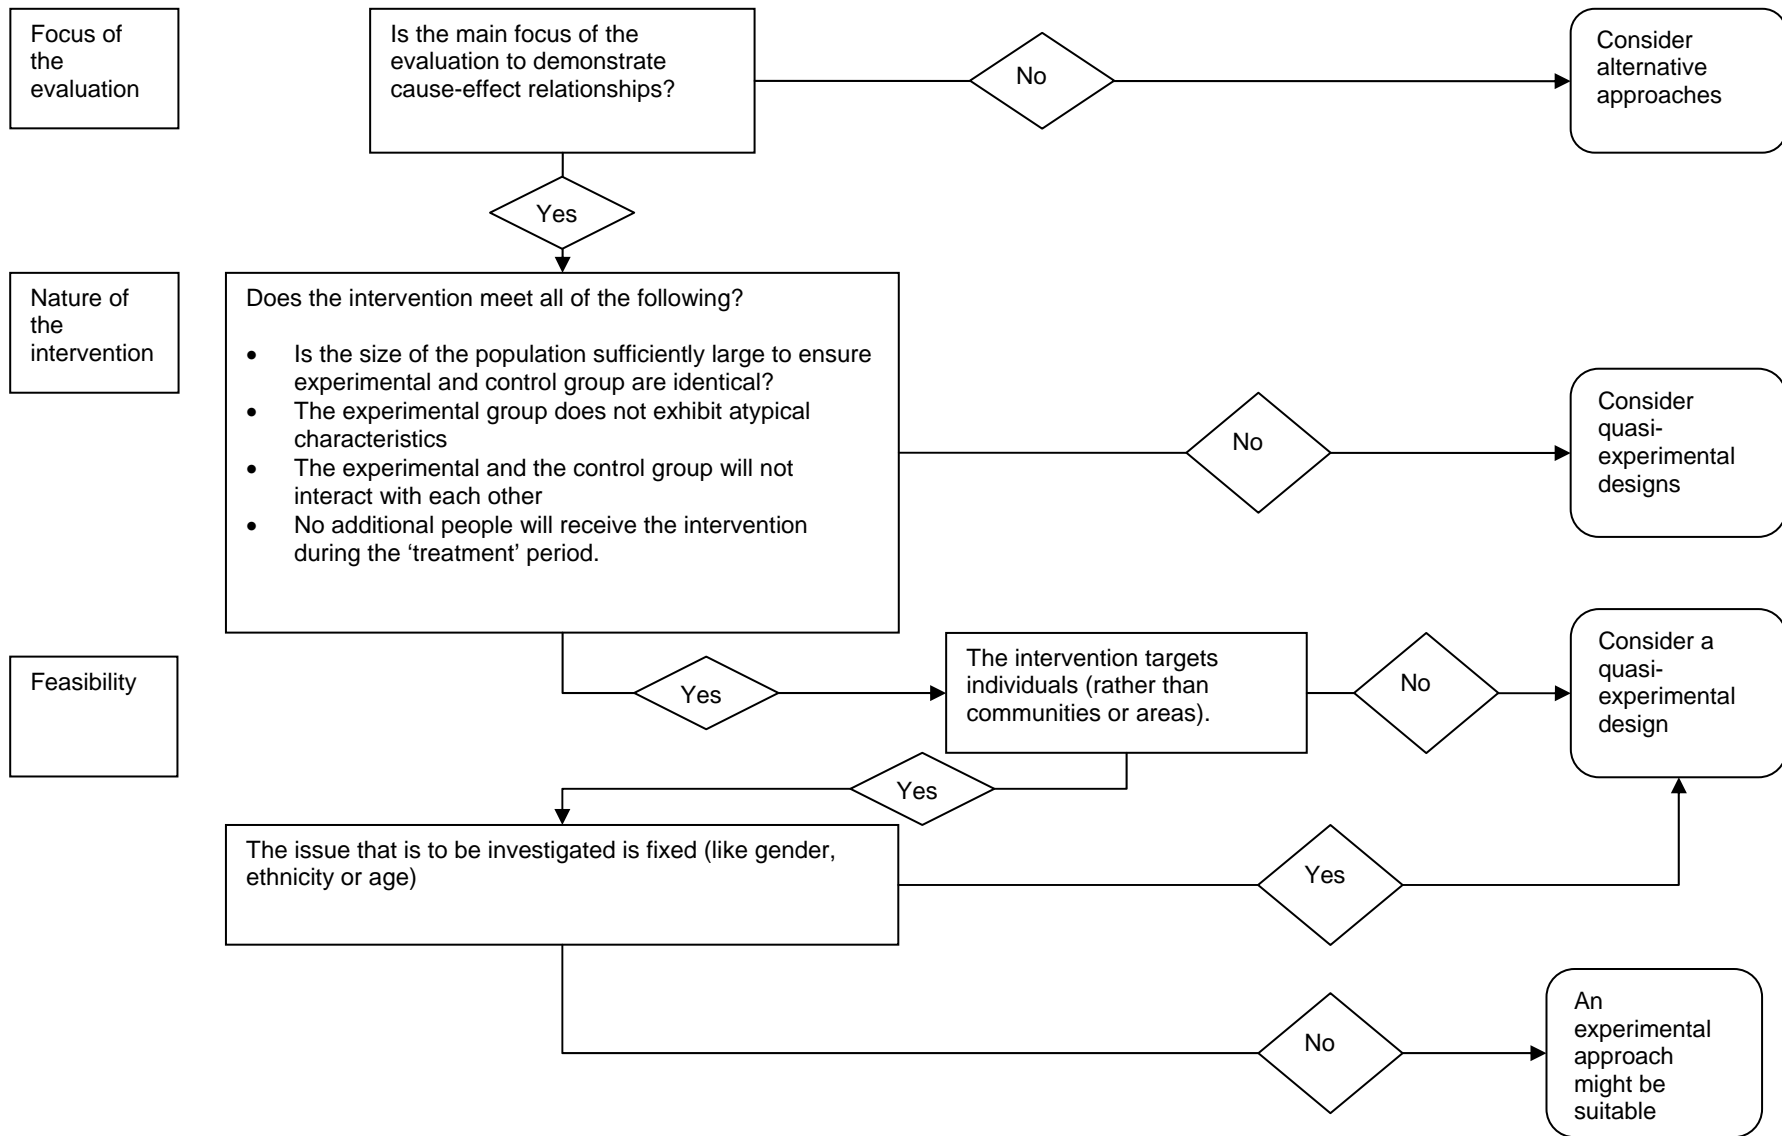 Focus of
the
evaluation
Is the main focus of the
evaluation to demonstrate
cause-effect relationships?
No
Consider
alternative
approaches
Yes
Nature of
the
intervention
Does the intervention meet all of the following?
• Is the size of the population sufficiently large to ensure
experimental and control group are identical?
• The experimental group does not exhibit atypical
characteristics
• The experimental and the control group will not
interact with each other
• No additional people will receive the intervention
during the ‘treatment’ period.
No
Consider
quasi-
experimental
designs
Feasibility
Yes
The intervention targets
individuals (rather than
communities or areas).
No
Consider a
quasi-
experimental
design
Yes
The issue that is to be investigated is fixed (like gender,
ethnicity or age)
Yes
No
An
experimental
approach
might be
suitable